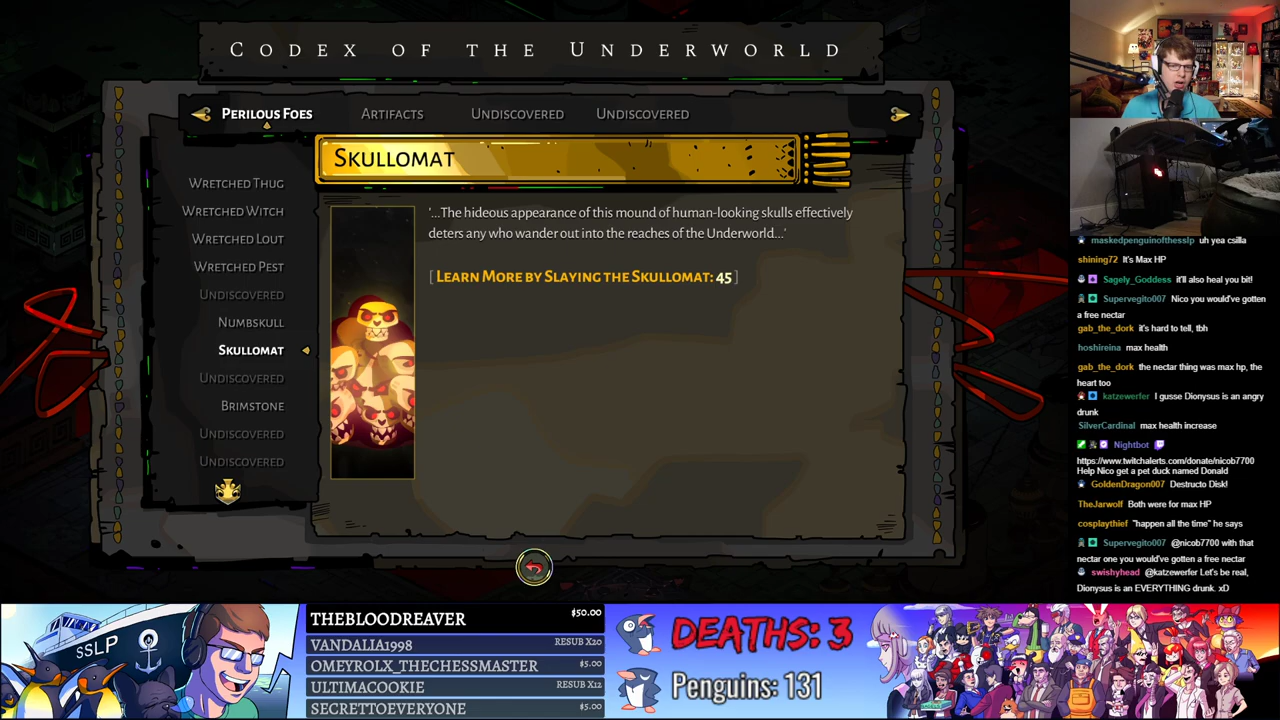 CODEX OF THE UNDERWORLD
PERILOUS FOES
ARTIFACTS
UNDISCOVERED
UNDISCOVERED
SKULLOMAT
WRETCHED THUG
WRETCHED WITCH
WRETCHED LOUT
WRETCHED PEST
UNDISCOVERED
NUMBSKULL
SKULLOMAT
UNDISCOVERED
BRIMSTONE
UNDISCOVERED
UNDISCOVERED
'...The hideous appearance of this mound of human-looking skulls effectively
deters any who wander out into the reaches of the Underworld...'
[ LEARN MORE BY SLAYING THE SKULLOMAT: 45 ]
maskedpenguinofthesslp uh yea csilla
shining72 It's Max HP
Sagely_Goddess it'll also heal you bit!
Supervegito007 Nico you would've gotten
a free nectar
gab_the_dork it's hard to tell, tbh
hoshireina max health
gab_the_dork the nectar thing was max hp, the
heart too
katzewerfer I gusse Dionysus is an angry
drunk
SilverCardinal max health increase
Nightbot
https://www.twitchalerts.com/donate/nicob7700
Help Nico get a pet duck named Donald
GoldenDragon007 Destructo Disk!
TheJarwolf Both were for max HP
cosplaythief "happen all the time" he says
Supervegito007 @nicob7700 with that
nectar one you would've gotten a free nectar
swishyhead @katzewerfer Let's be real,
Dionysus is an EVERYTHING drunk. xD
SSLP
THEBLOODREAVER $50.00
VANDALIA1998 RESUB X20
OMEYROLX_THECHESSMASTER $5.00
ULTIMACOOKIE RESUB X12
SECRETTOEVERYONE $5.00
DEATHS: 3
Penguins: 131